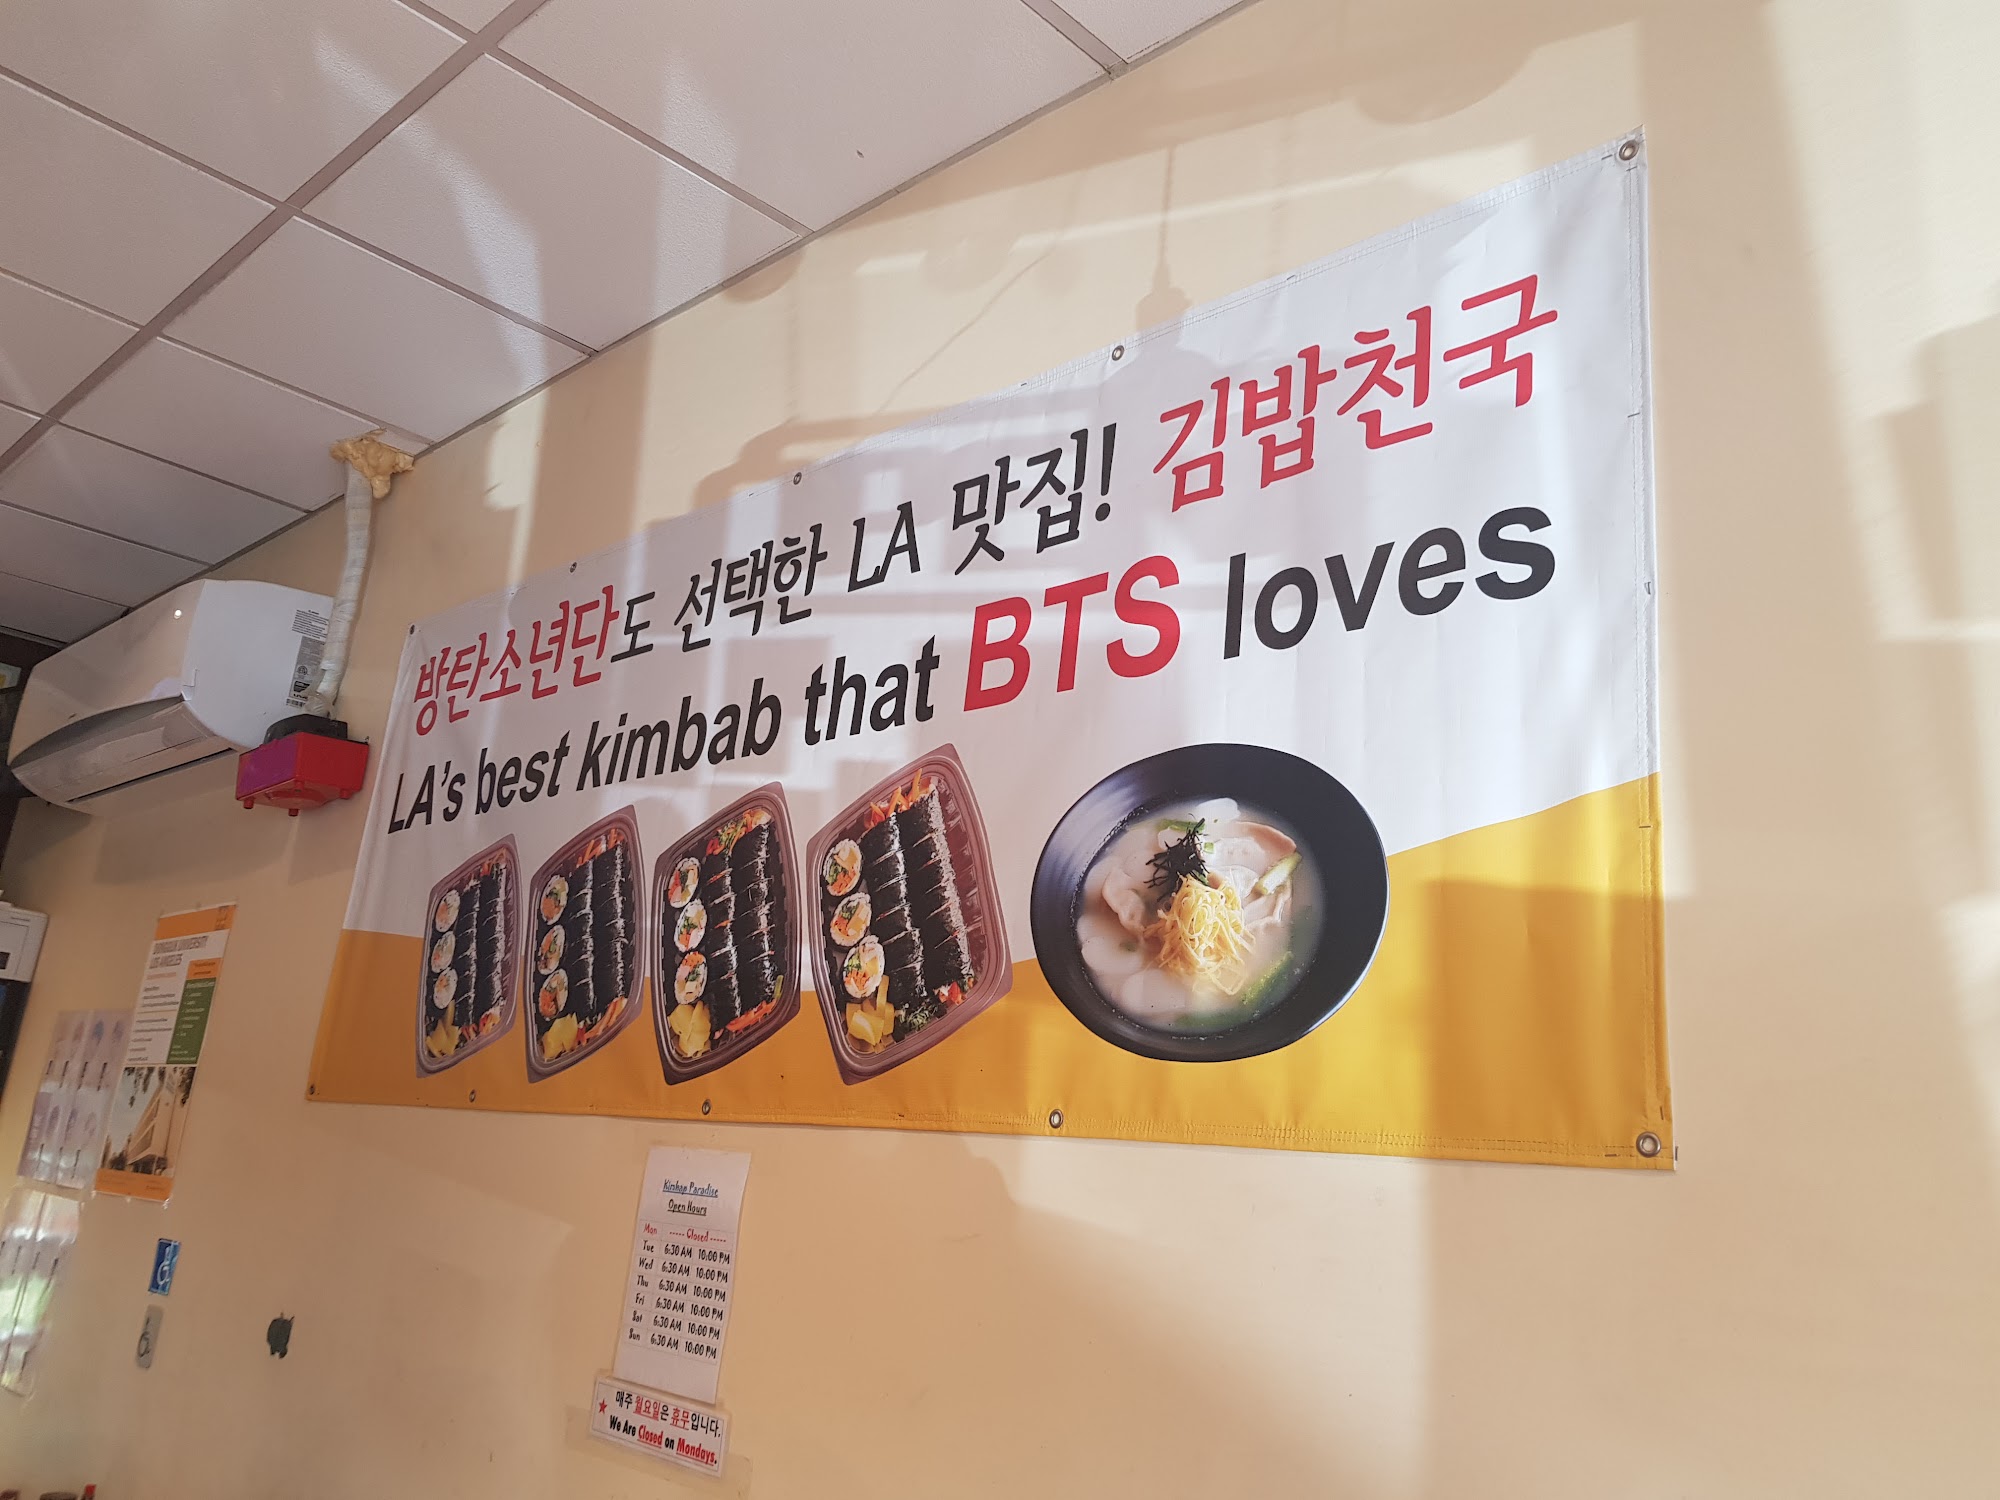 방탄소년단도 선택한 LA 맛집! 김밥천국
LA's best kimbab that BTS loves
DONGGUK UNIVERSITY
LOS ANGELES
Kimbap Paradise
Open Hours
Mon ----- Closed -----
Tue 6:30 AM 10:00 PM
Wed 6:30 AM 10:00 PM
Thu 6:30 AM 10:00 PM
Fri 6:30 AM 10:00 PM
Sat 6:30 AM 10:00 PM
Sun 6:30 AM 10:00 PM
매주 월요일은 휴무입니다.
We Are Closed on Mondays.